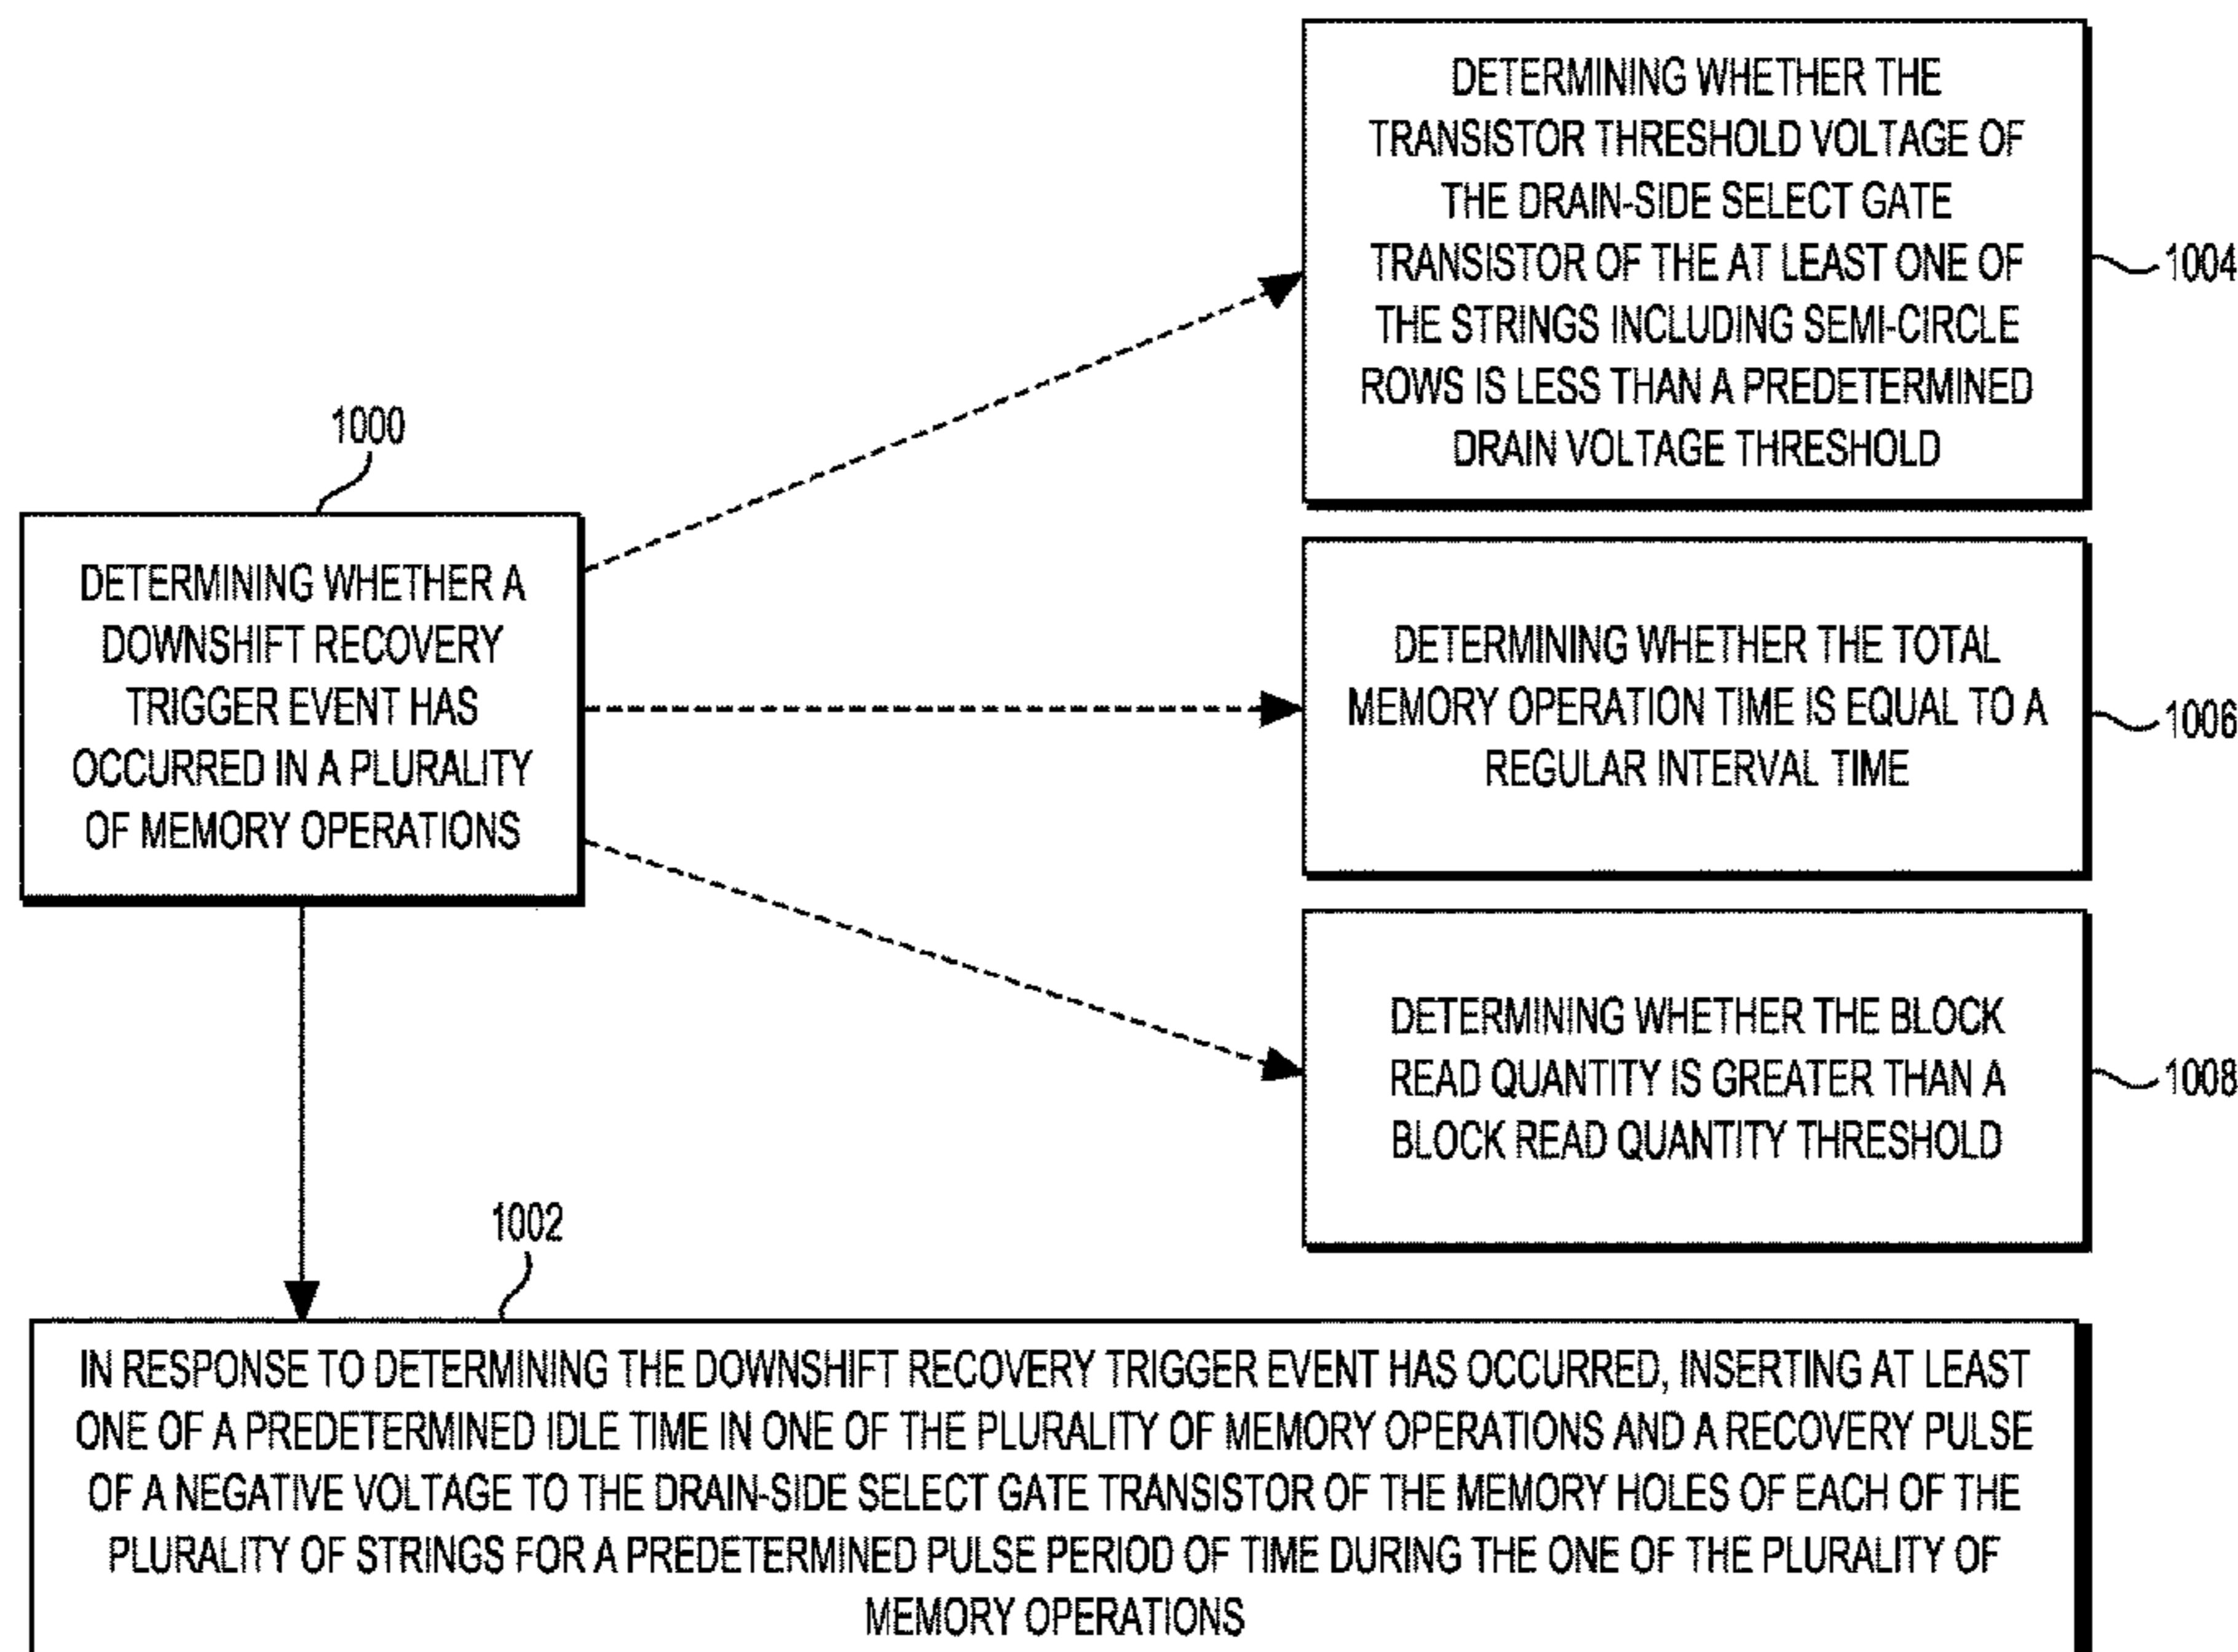 DETERMINING WHETHER THE
TRANSISTOR THRESHOLD VOLTAGE OF
THE DRAIN-SIDE SELECT GATE
TRANSISTOR OF THE AT LEAST ONE OF
THE STRINGS INCLUDING SEMI-CIRCLE
ROWS IS LESS THAN A PREDETERMINED
DRAIN VOLTAGE THRESHOLD
1004
1000
DETERMINING WHETHER A
DOWNSHIFT RECOVERY
TRIGGER EVENT HAS
OCCURRED IN A PLURALITY
OF MEMORY OPERATIONS
DETERMINING WHETHER THE TOTAL
MEMORY OPERATION TIME IS EQUAL TO A
REGULAR INTERVAL TIME
1006
DETERMINING WHETHER THE BLOCK
READ QUANTITY IS GREATER THAN A
BLOCK READ QUANTITY THRESHOLD
1008
1002
IN RESPONSE TO DETERMINING THE DOWNSHIFT RECOVERY TRIGGER EVENT HAS OCCURRED, INSERTING AT LEAST
ONE OF A PREDETERMINED IDLE TIME IN ONE OF THE PLURALITY OF MEMORY OPERATIONS AND A RECOVERY PULSE
OF A NEGATIVE VOLTAGE TO THE DRAIN-SIDE SELECT GATE TRANSISTOR OF THE MEMORY HOLES OF EACH OF THE
PLURALITY OF STRINGS FOR A PREDETERMINED PULSE PERIOD OF TIME DURING THE ONE OF THE PLURALITY OF
MEMORY OPERATIONS